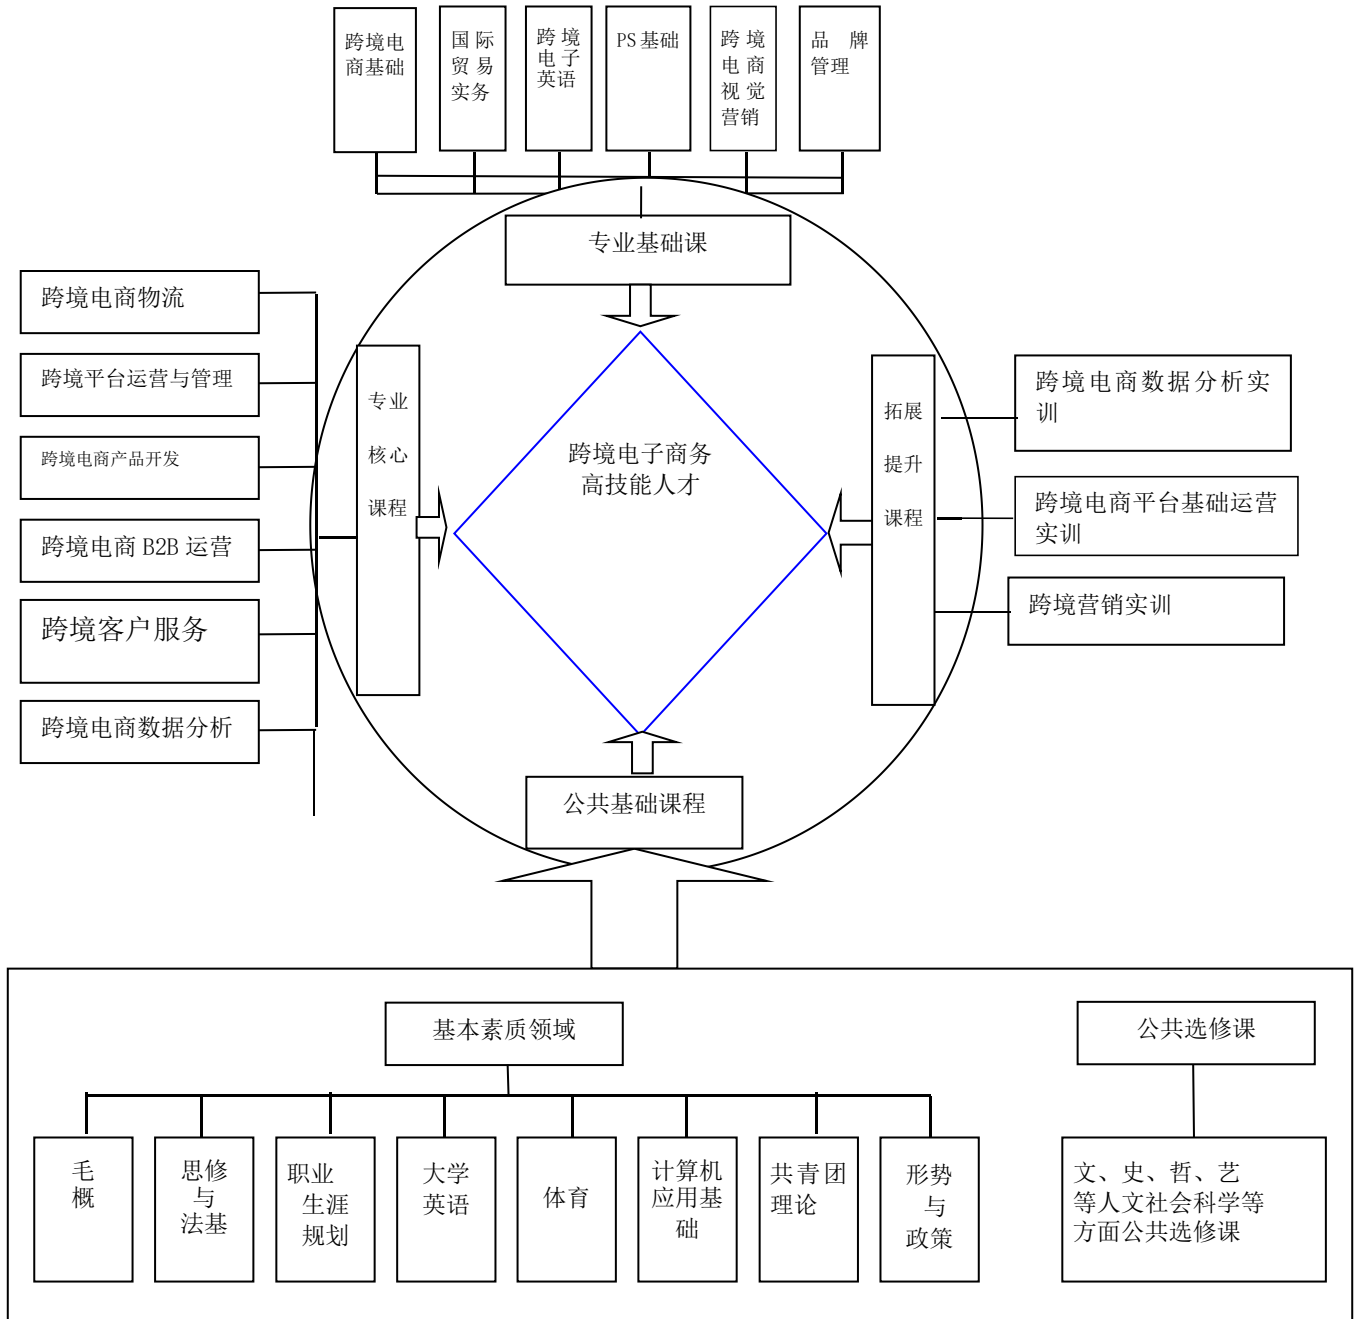 跨境电
商基础
国际
贸易
实务
跨境
电子
英语
PS基础
跨境
电商
视觉
营销
品牌
管理
专业基础课
跨境电商物流
跨境平台运营与管理
跨境电商产品开发
跨境电商 B2B 运营
跨境客户服务
跨境电商数据分析
专业
核心
课程
跨境电子商务
高技能人才
拓展
提升
课程
跨境电商数据分析实
训
跨境电商平台基础运营
实训
跨境营销实训
公共基础课程
基本素质领域
公共选修课
毛
概
思修
与
法基
职业
生涯
规划
大学
英语
体育
计算机
应用基
础
共青团
理论
形势
与
政策
文、史、哲、艺
等人文社会科学等
方面公共选修课